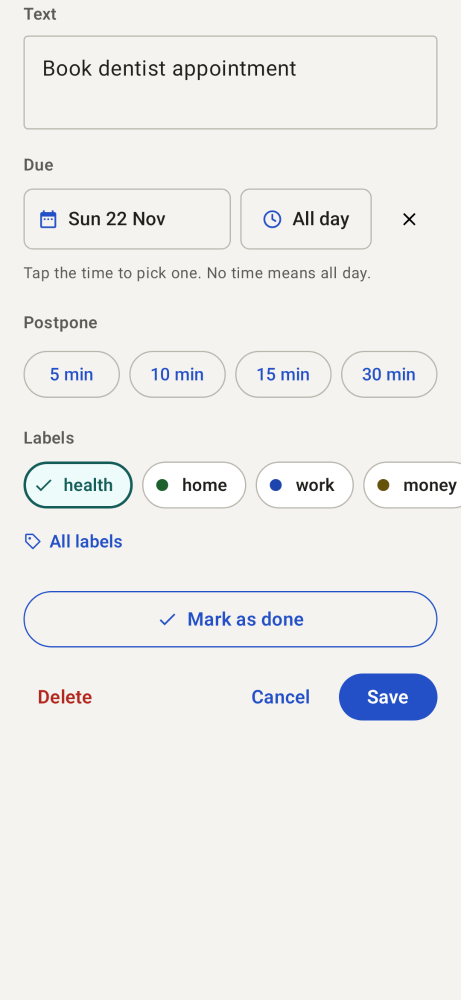 Text
Book dentist appointment
Due
Sun 22 Nov All day
Tap the time to pick one. No time means all day.
Postpone
5 min 10 min 15 min 30 min
Labels
health home work money
All labels
Mark as done
Delete Cancel Save